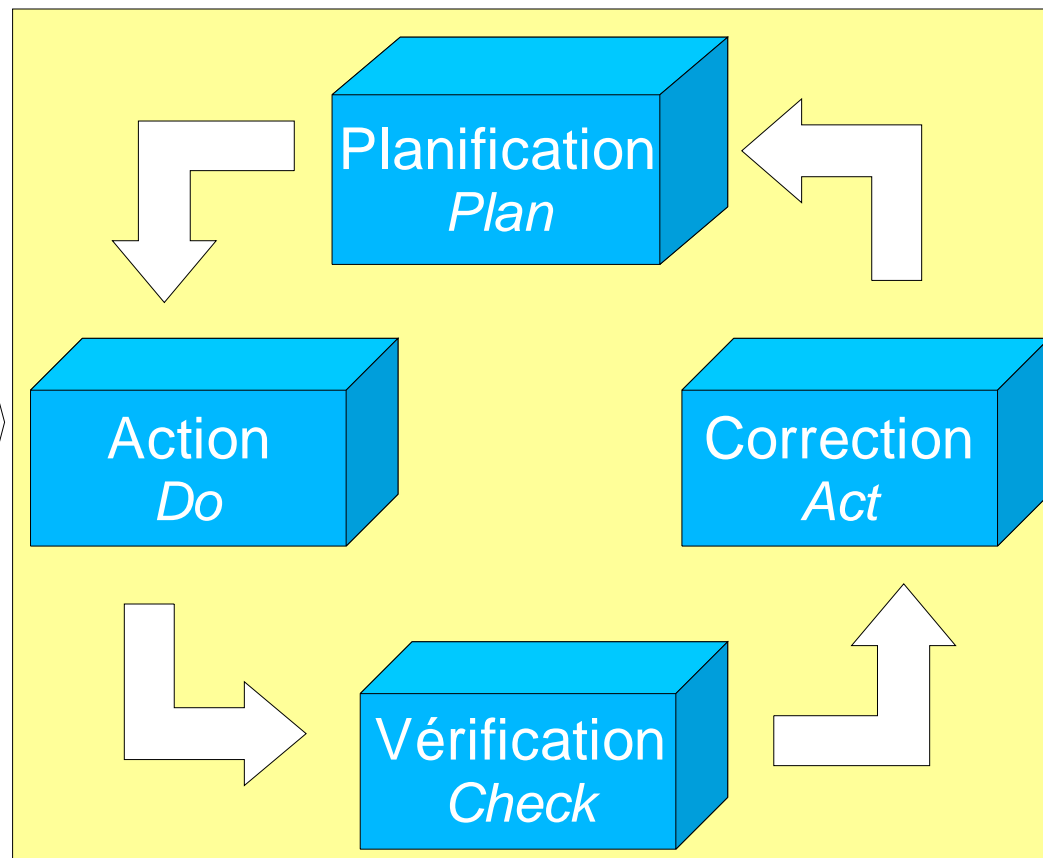 Planification
Plan
Action
Do
Correction
Act
Vérification
Check